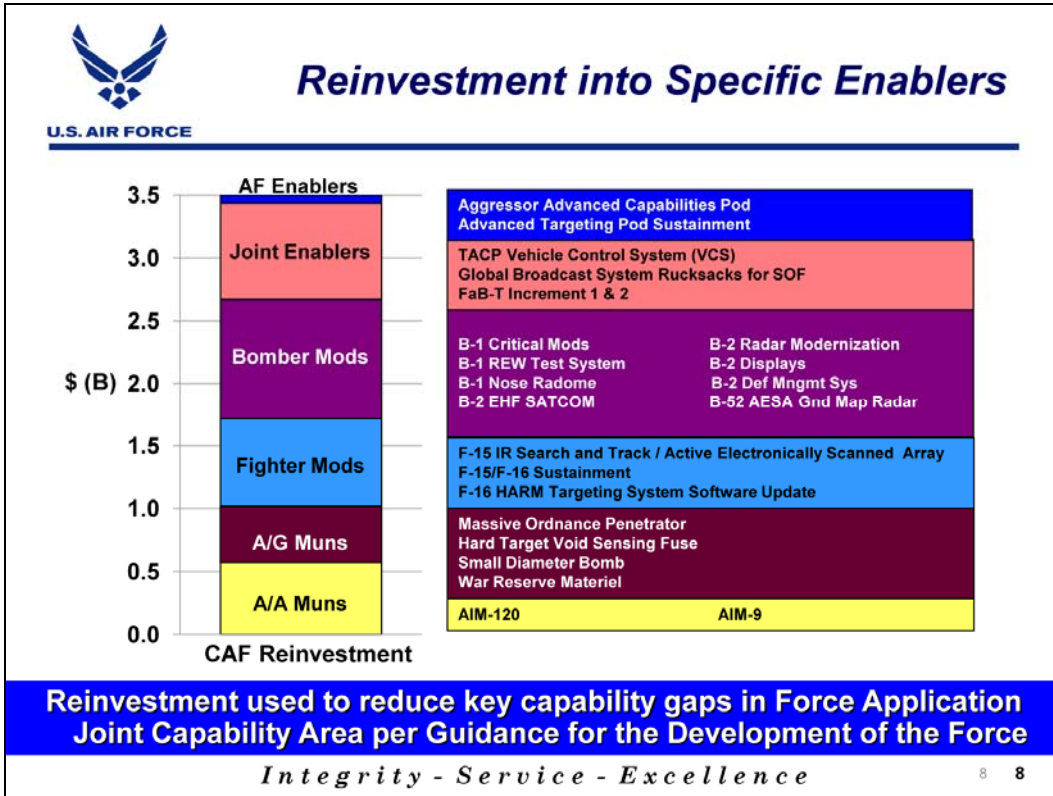 U.S. AIR FORCE
Reinvestment into Specific Enablers
3.5
3.0
2.5
$ (B) 2.0
1.5
1.0
0.5
0.0
AF Enablers
Joint Enablers
Bomber Mods
Fighter Mods
A/G Muns
A/A Muns
CAF Reinvestment
Aggressor Advanced Capabilities Pod
Advanced Targeting Pod Sustainment
TACP Vehicle Control System (VCS)
Global Broadcast System Rucksacks for SOF
FaB-T Increment 1 & 2
B-1 Critical Mods
B-1 REW Test System
B-1 Nose Radome
B-2 EHF SATCOM
B-2 Radar Modernization
B-2 Displays
B-2 Def Mngmt Sys
B-52 AESA Gnd Map Radar
F-15 IR Search and Track / Active Electronically Scanned Array
F-15/F-16 Sustainment
F-16 HARM Targeting System Software Update
Massive Ordnance Penetrator
Hard Target Void Sensing Fuse
Small Diameter Bomb
War Reserve Materiel
AIM-120 AIM-9
Reinvestment used to reduce key capability gaps in Force Application
Joint Capability Area per Guidance for the Development of the Force
Integrity - Service - Excellence
8 8